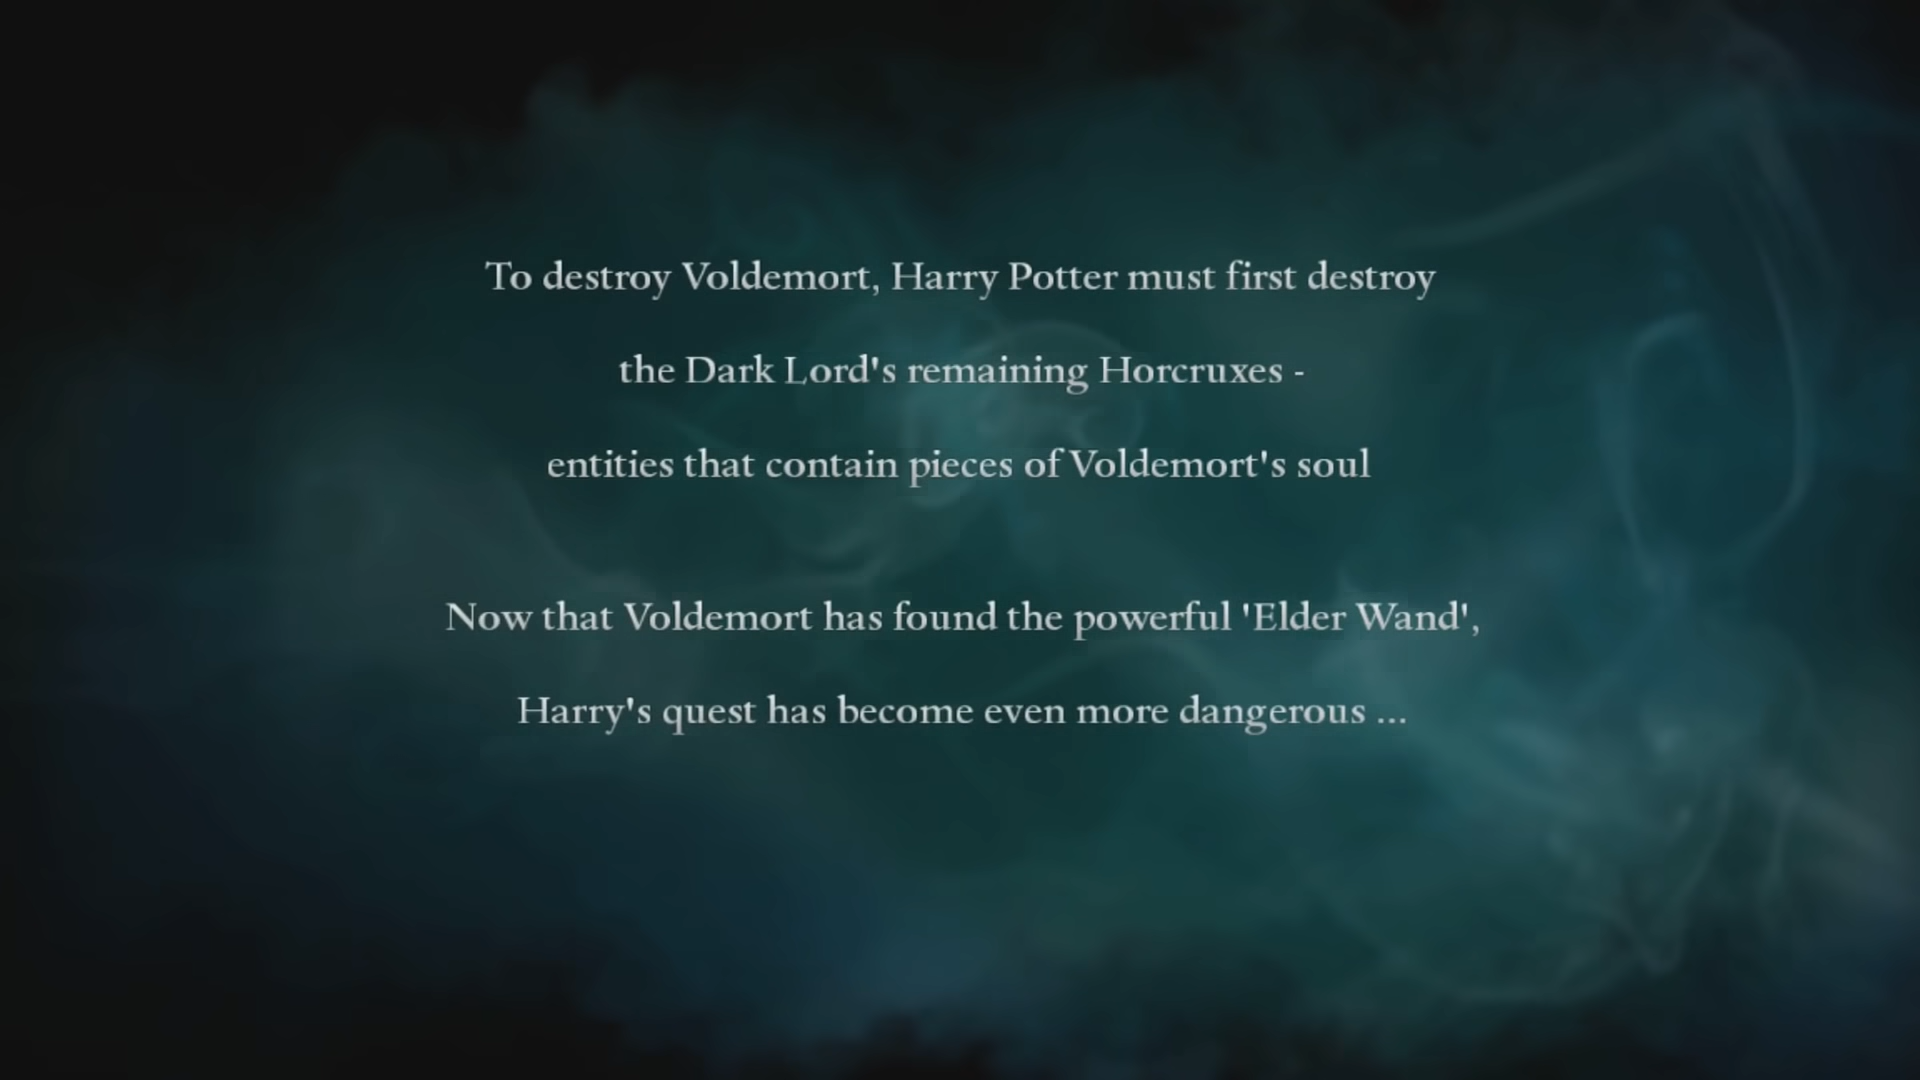 To destroy Voldemort, Harry Potter must first destroy
the Dark Lord's remaining Horcruxes -
entities that contain pieces of Voldemort's soul
Now that Voldemort has found the powerful 'Elder Wand',
Harry's quest has become even more dangerous ...